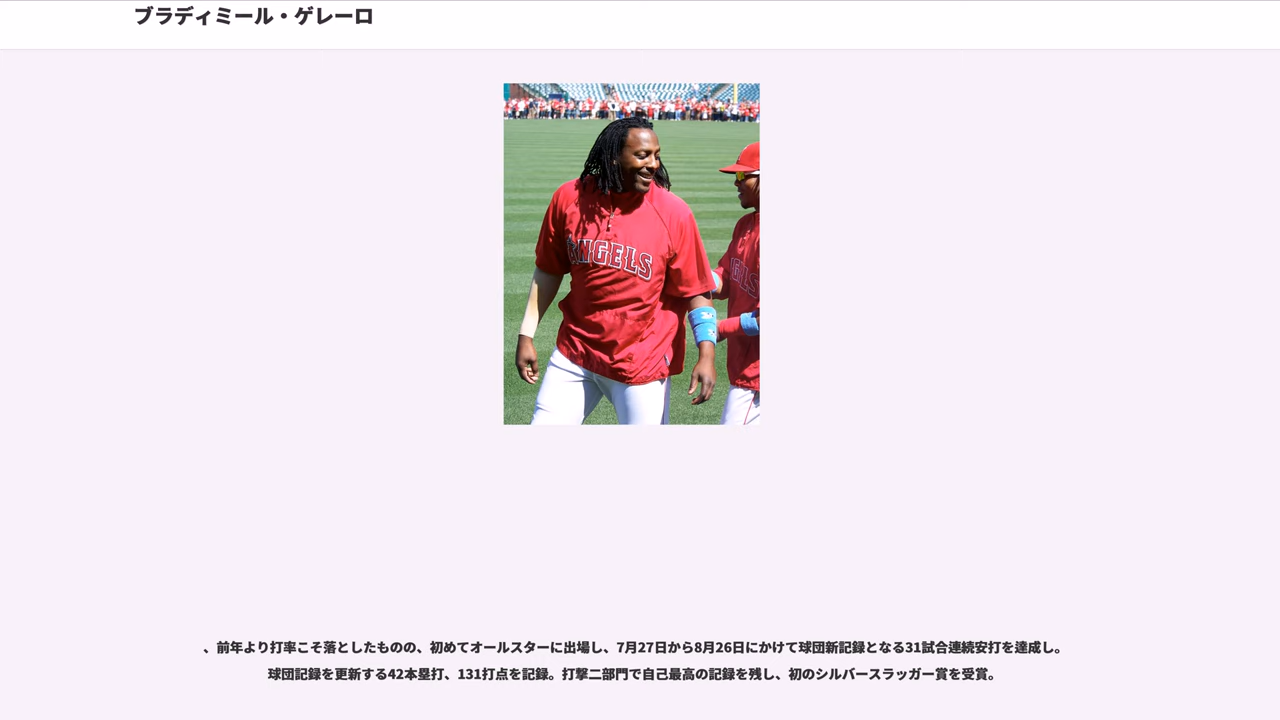 ブラディミール・ゲレーロ
ANGELS
、前年より打率こそ落としたものの、初めてオールスターに出場し、7月27日から8月26日にかけて球団新記録となる31試合連続安打を達成し。
球団記録を更新する42本塁打、131打点を記録。打撃二部門で自己最高の記録を残し、初のシルバースラッガー賞を受賞。